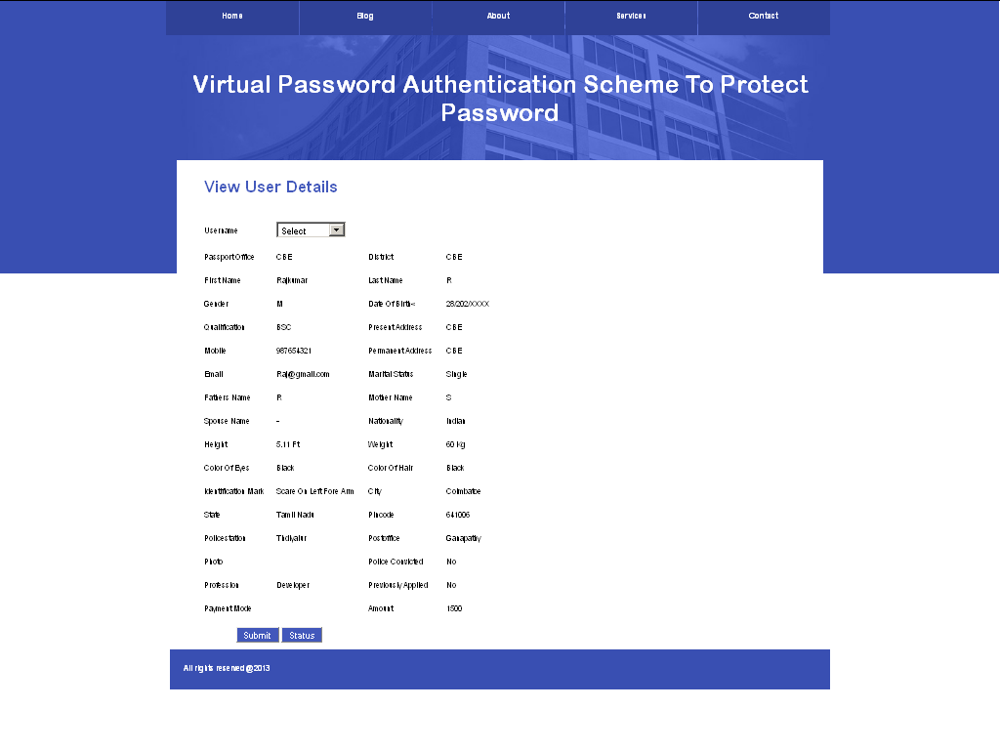 Home Blog About Services Contact
Virtual Password Authentication Scheme To Protect
Password
View User Details
Username Select
PassportOffice CBE District CBE
First Name Rajkumar Last Name R
Gender M Date Of Birth< 28/202/XXXX
Qualification BSC Present Address CBE
Mobile 987654321 Permanent Address CBE
Email Raj@gmail.com Marital Status Single
Fathers Name R Mother Name S
Spouse Name - Nationality Indian
Height 5.11 Ft Weight 60 Kg
Color Of Eyes Black Color Of Hair Black
Identification Mark Scare On Left Fore Arm City Coimbatoe
State Tamil Nadu Pincode 641006
Policestation Thdiyalur Postoffice Ganapathy
Photo Police Convicted No
Profession Developer Previously Applied No
Payment Mode Amount 1500
Submit Status
All rights reserved @2013